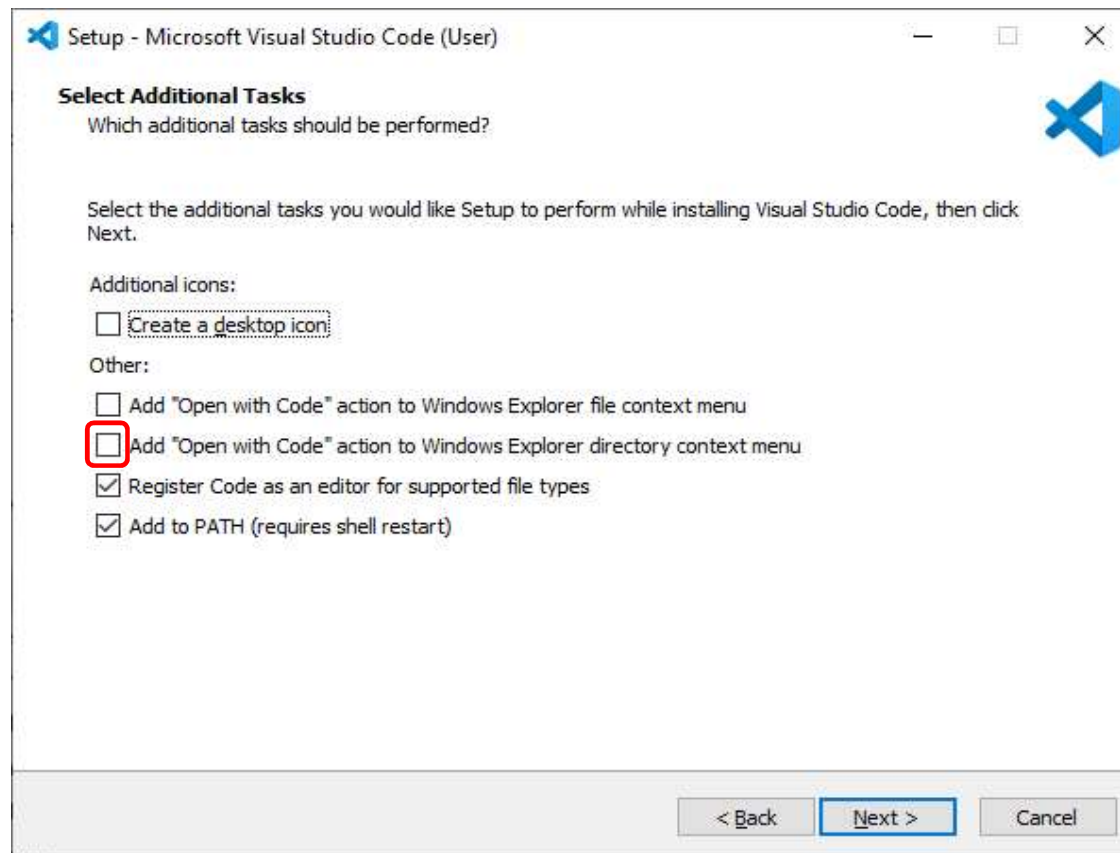 Setup - Microsoft Visual Studio Code (User)
Select Additional Tasks
Which additional tasks should be performed?
Select the additional tasks you would like Setup to perform while installing Visual Studio Code, then click
Next.
Additional icons:
Create a desktop icon
Other:
Add "Open with Code" action to Windows Explorer file context menu
Add "Open with Code" action to Windows Explorer directory context menu
Register Code as an editor for supported file types
Add to PATH (requires shell restart)
< Back Next > Cancel